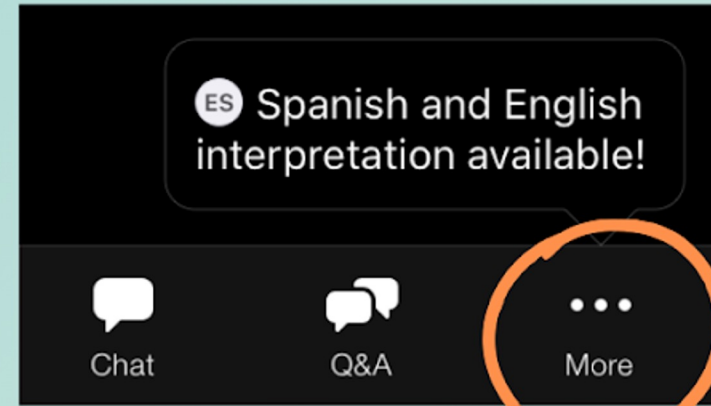 ES Spanish and English
interpretation available!
Chat
Q&A
More